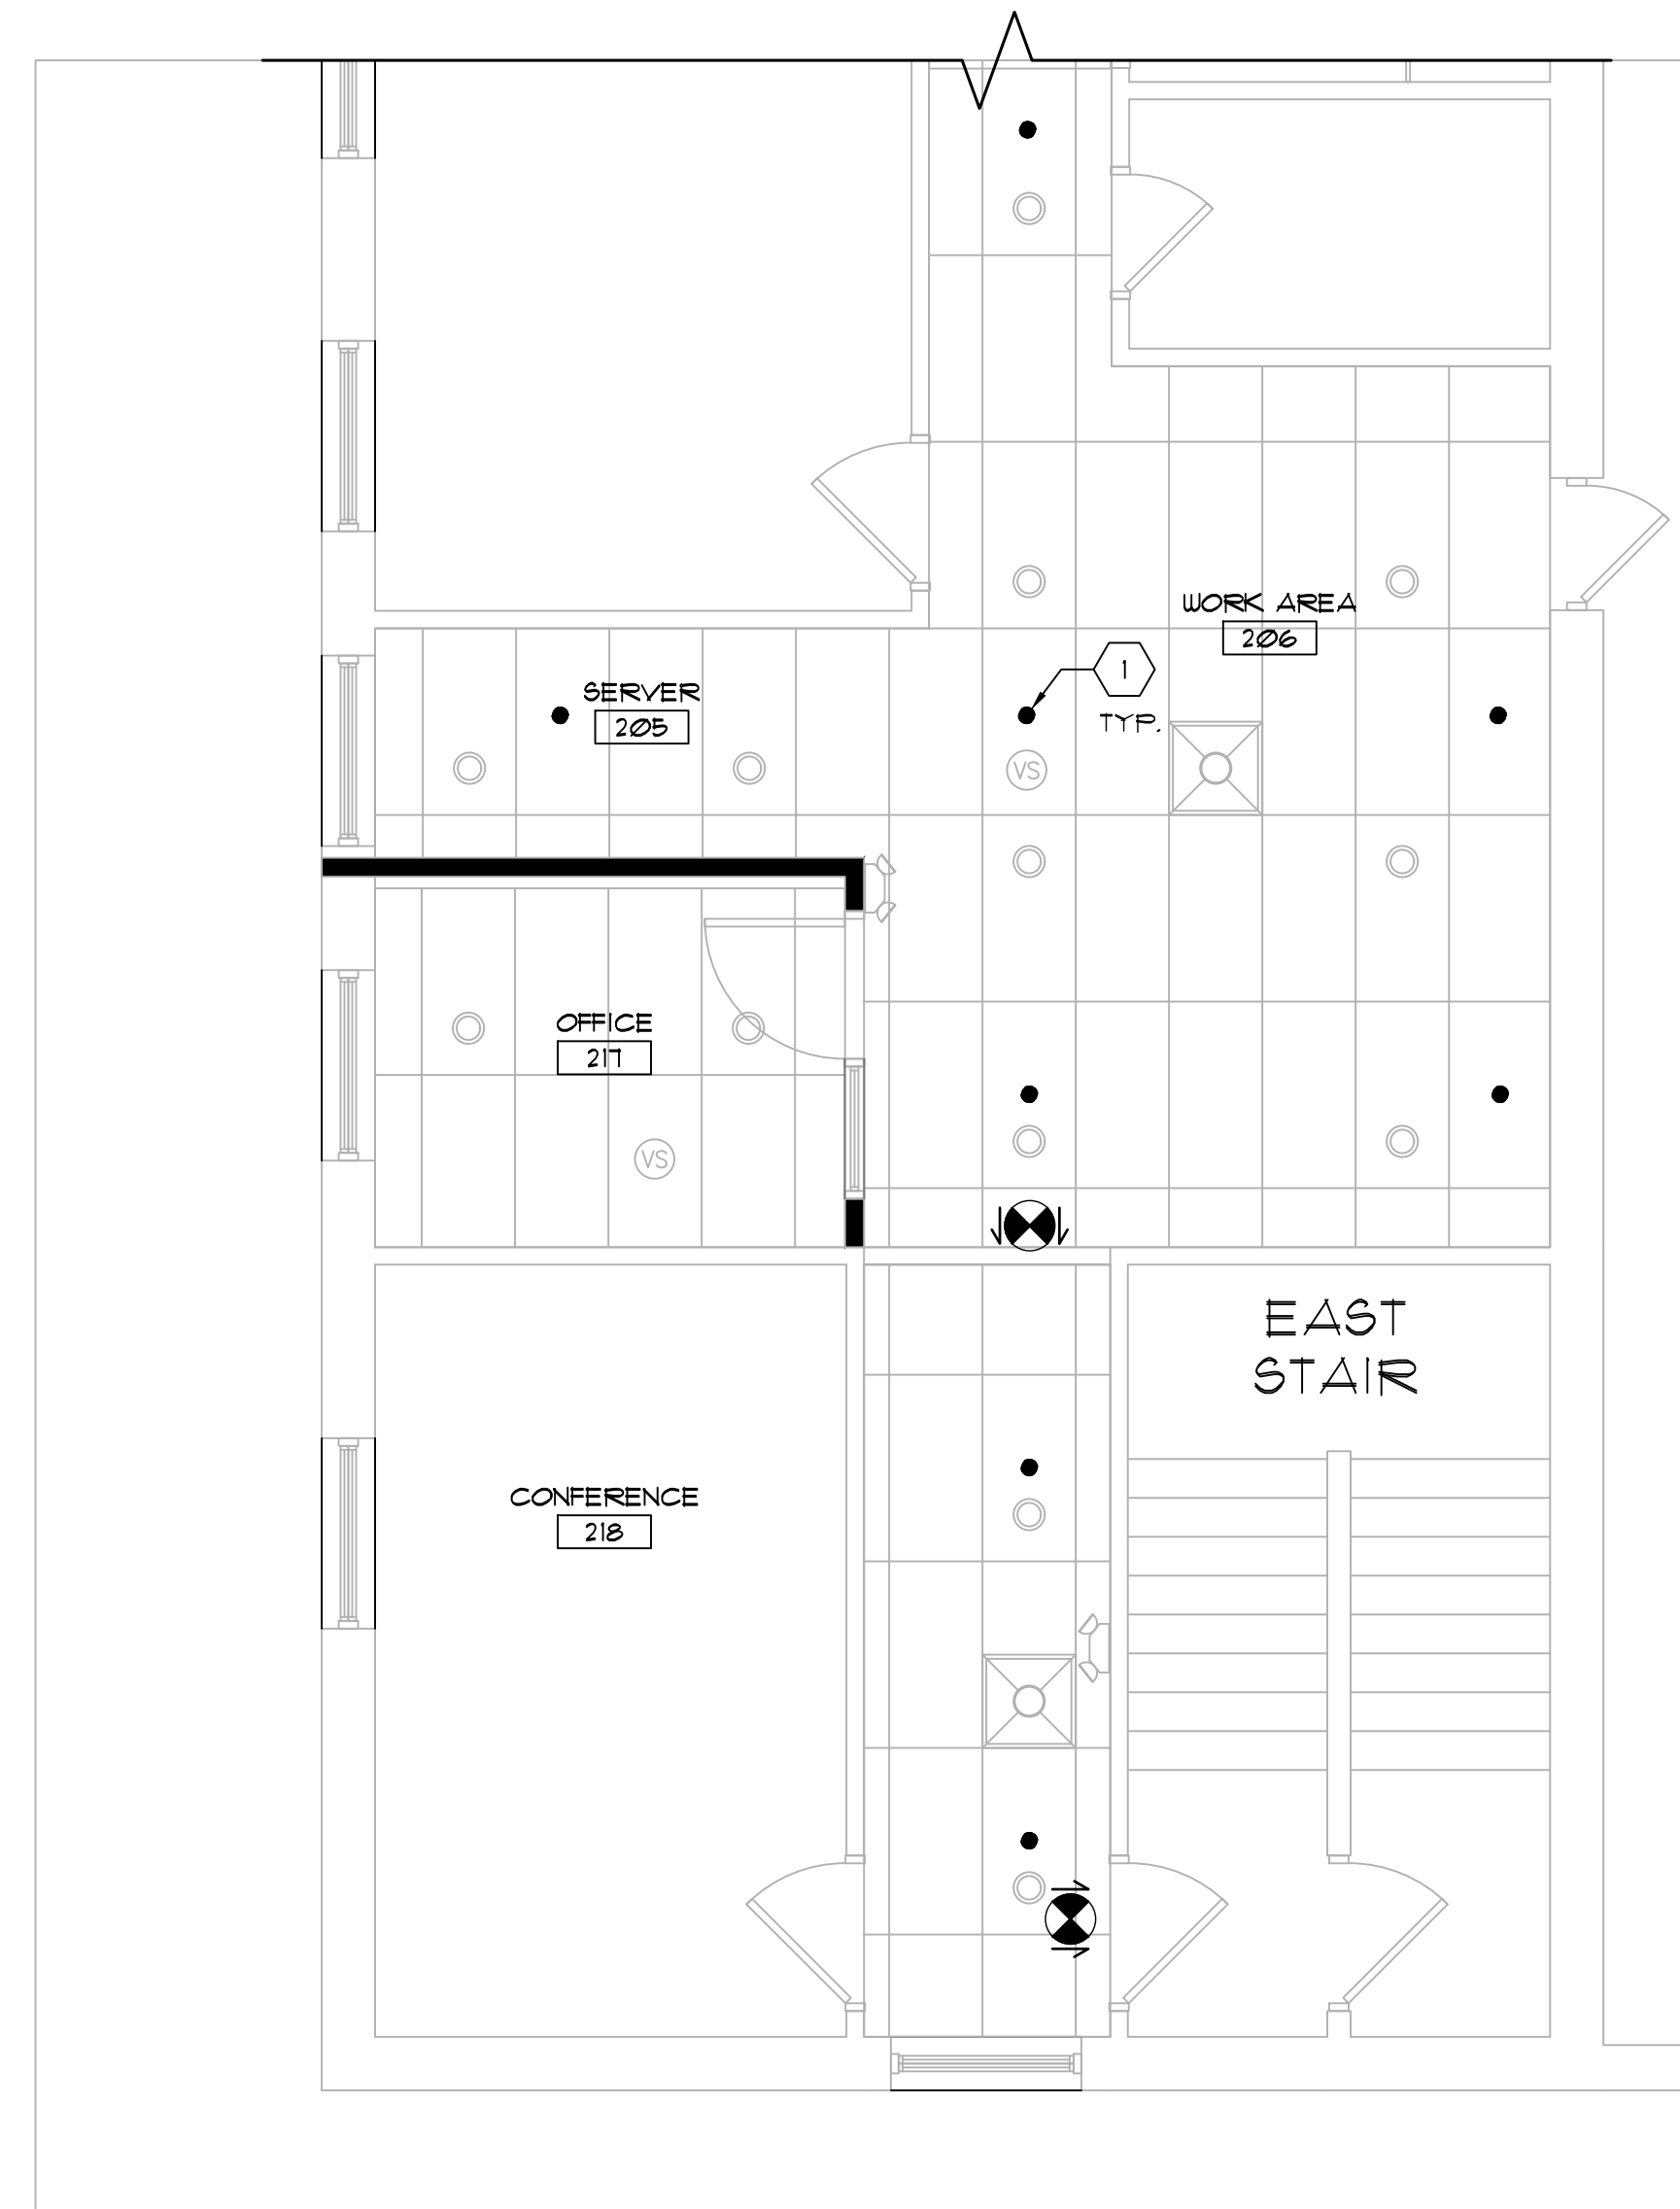 WORK AREA
206
SERVER
205
1
TYP.
VS
OFFICE
217
VS
EAST
STAIR
CONFERENCE
218